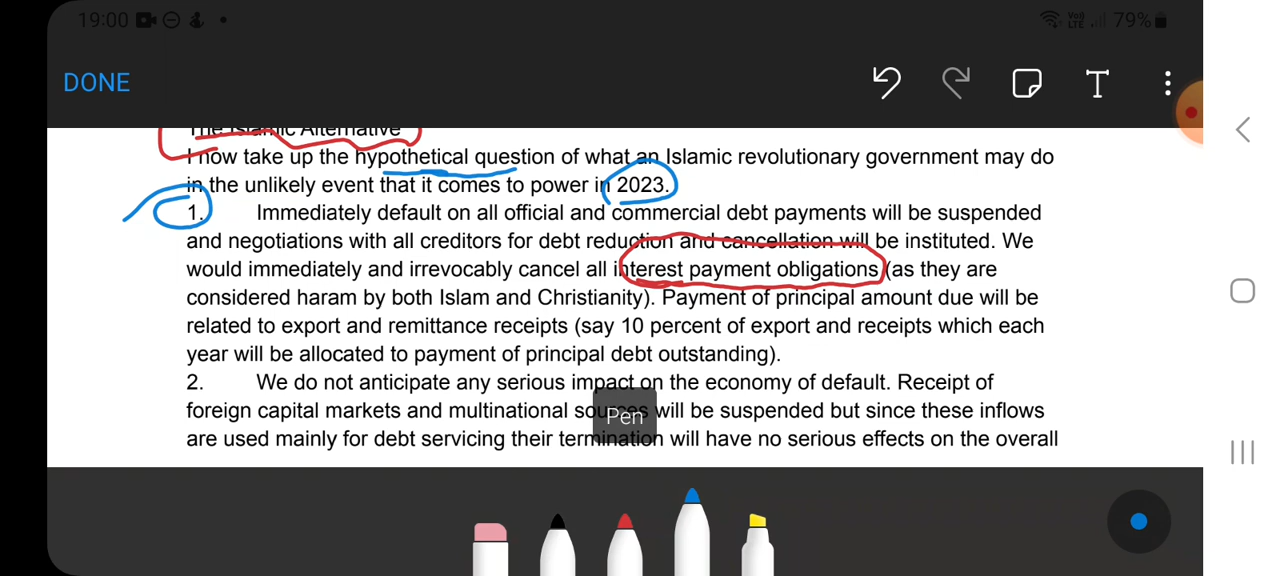 19:00 79%
DONE T
The Islamic Alternative
I now take up the hypothetical question of what an Islamic revolutionary government may do
in the unlikely event that it comes to power in 2023.
1. Immediately default on all official and commercial debt payments will be suspended
and negotiations with all creditors for debt reduction and cancellation will be instituted. We
would immediately and irrevocably cancel all interest payment obligations (as they are
considered haram by both Islam and Christianity). Payment of principal amount due will be
related to export and remittance receipts (say 10 percent of export and receipts which each
year will be allocated to payment of principal debt outstanding).
2. We do not anticipate any serious impact on the economy of default. Receipt of
foreign capital markets and multinational sources will be suspended but since these inflows
Pen
are used mainly for debt servicing their termination will have no serious effects on the overall